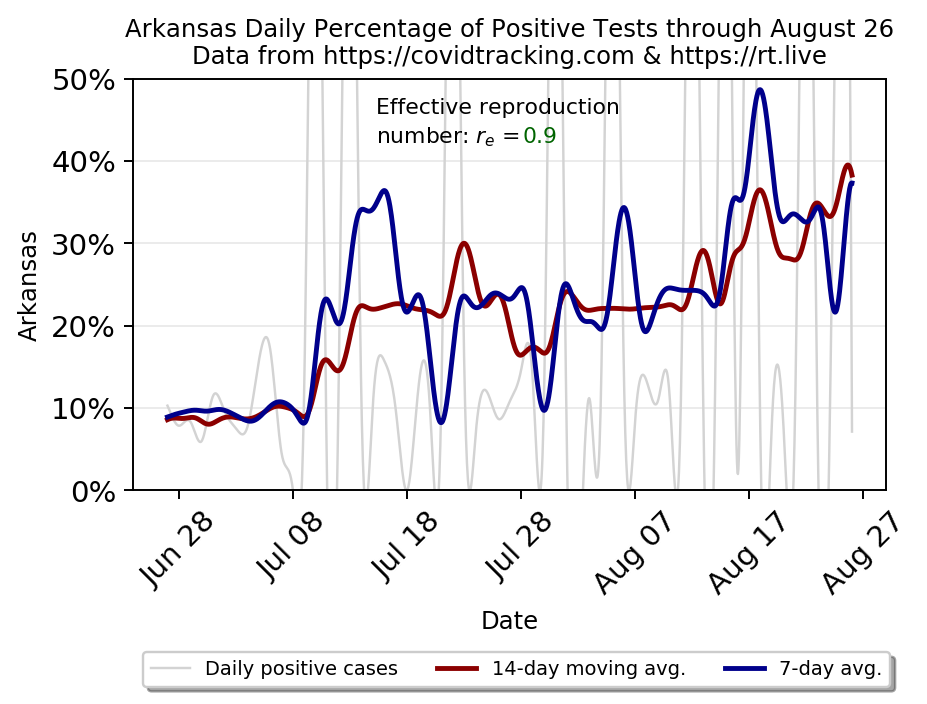 Arkansas Daily Percentage of Positive Tests through August 26
Data from https://covidtracking.com & https://rt.live
Effective reproduction
number: rₑ =0.9
50%
40%
30%
20%
10%
0%
Arkansas
Jun 28
Jul 08
Jul 18
Jul 28
Aug 07
Aug 17
Aug 27
Date
Daily positive cases
14-day moving avg.
7-day avg.